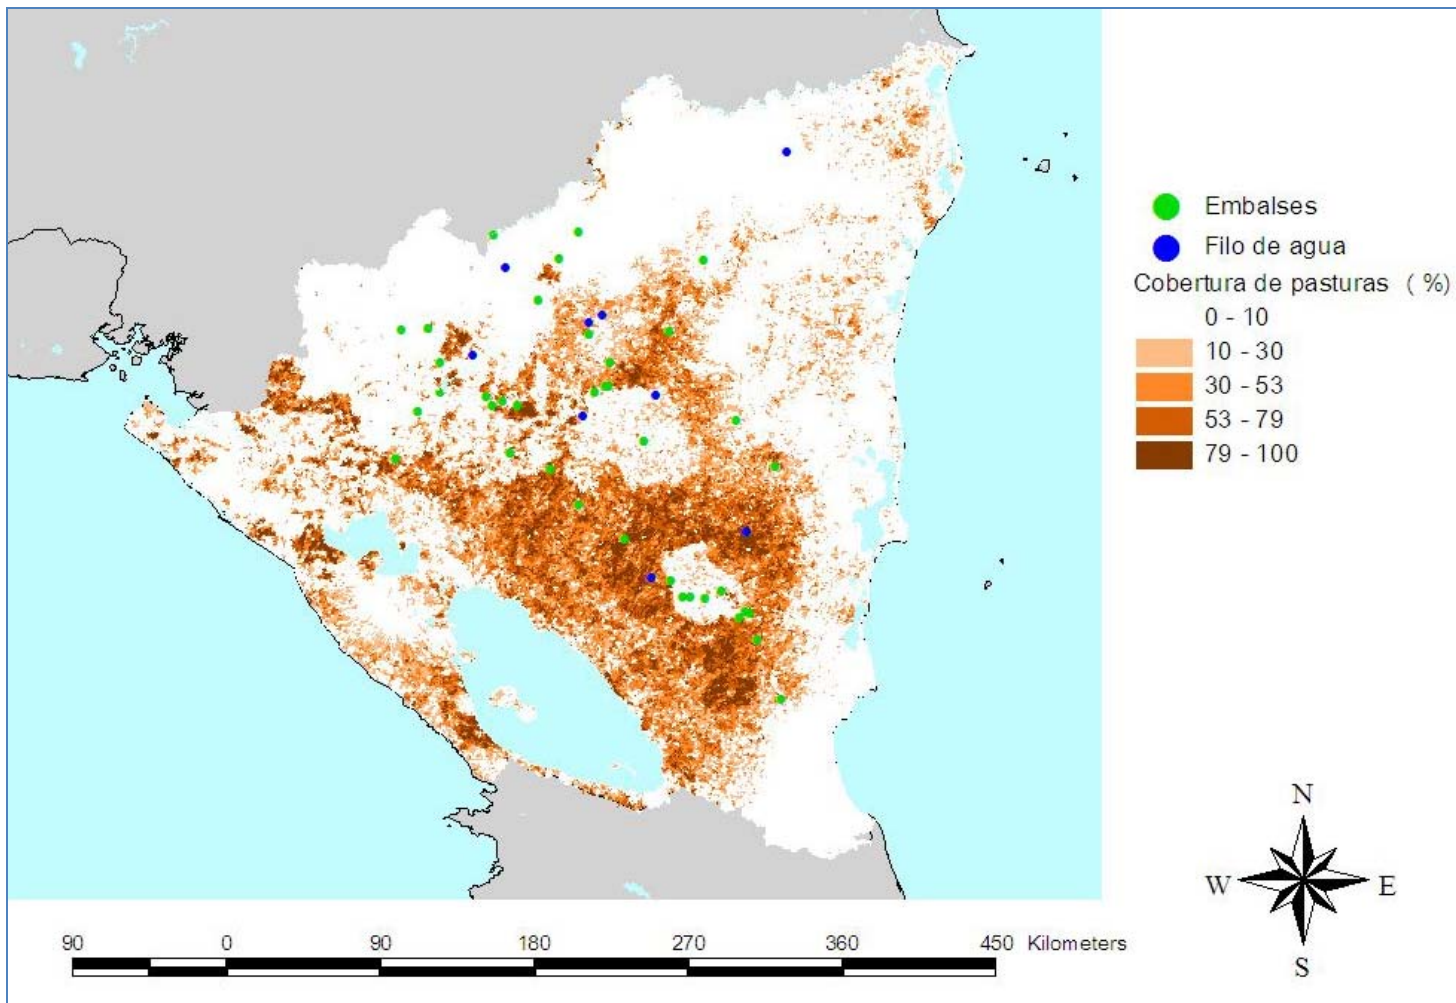 Embalses
Filo de agua
Cobertura de pasturas ( %)
0 - 10
10 - 30
30 - 53
53 - 79
79 - 100
N
W E
S
90 0 90 180 270 360 450 Kilometers